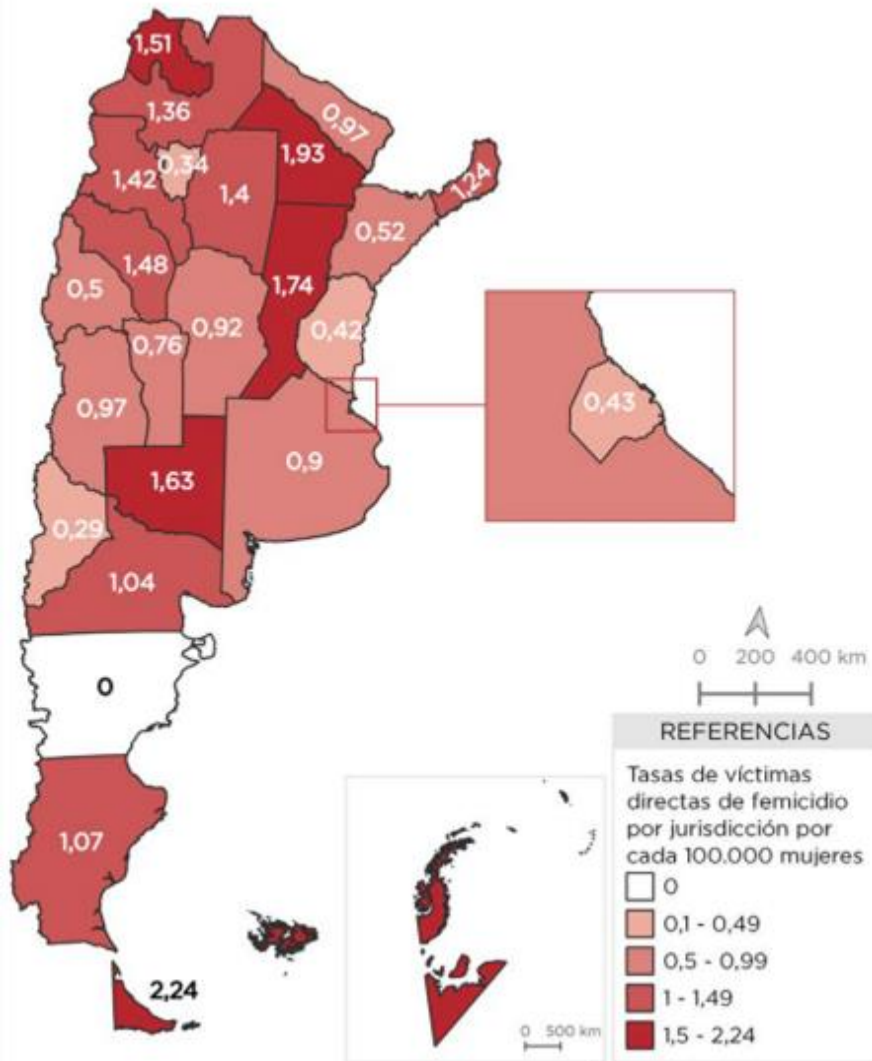 1,51
1,36
0,97
1,93
0,34
1,42
1,4
1,24
0,52
1,48
1,74
0,5
0,92
0,42
0,76
0,43
0,97
0,9
1,63
0,29
1,04
0 200 400 km
0
REFERENCIAS
Tasas de víctimas
directas de femicidio
por jurisdicción por
cada 100.000 mujeres
0
0,1 - 0,49
0,5 - 0,99
1 - 1,49
1,5 - 2,24
1,07
2,24
0 500 km